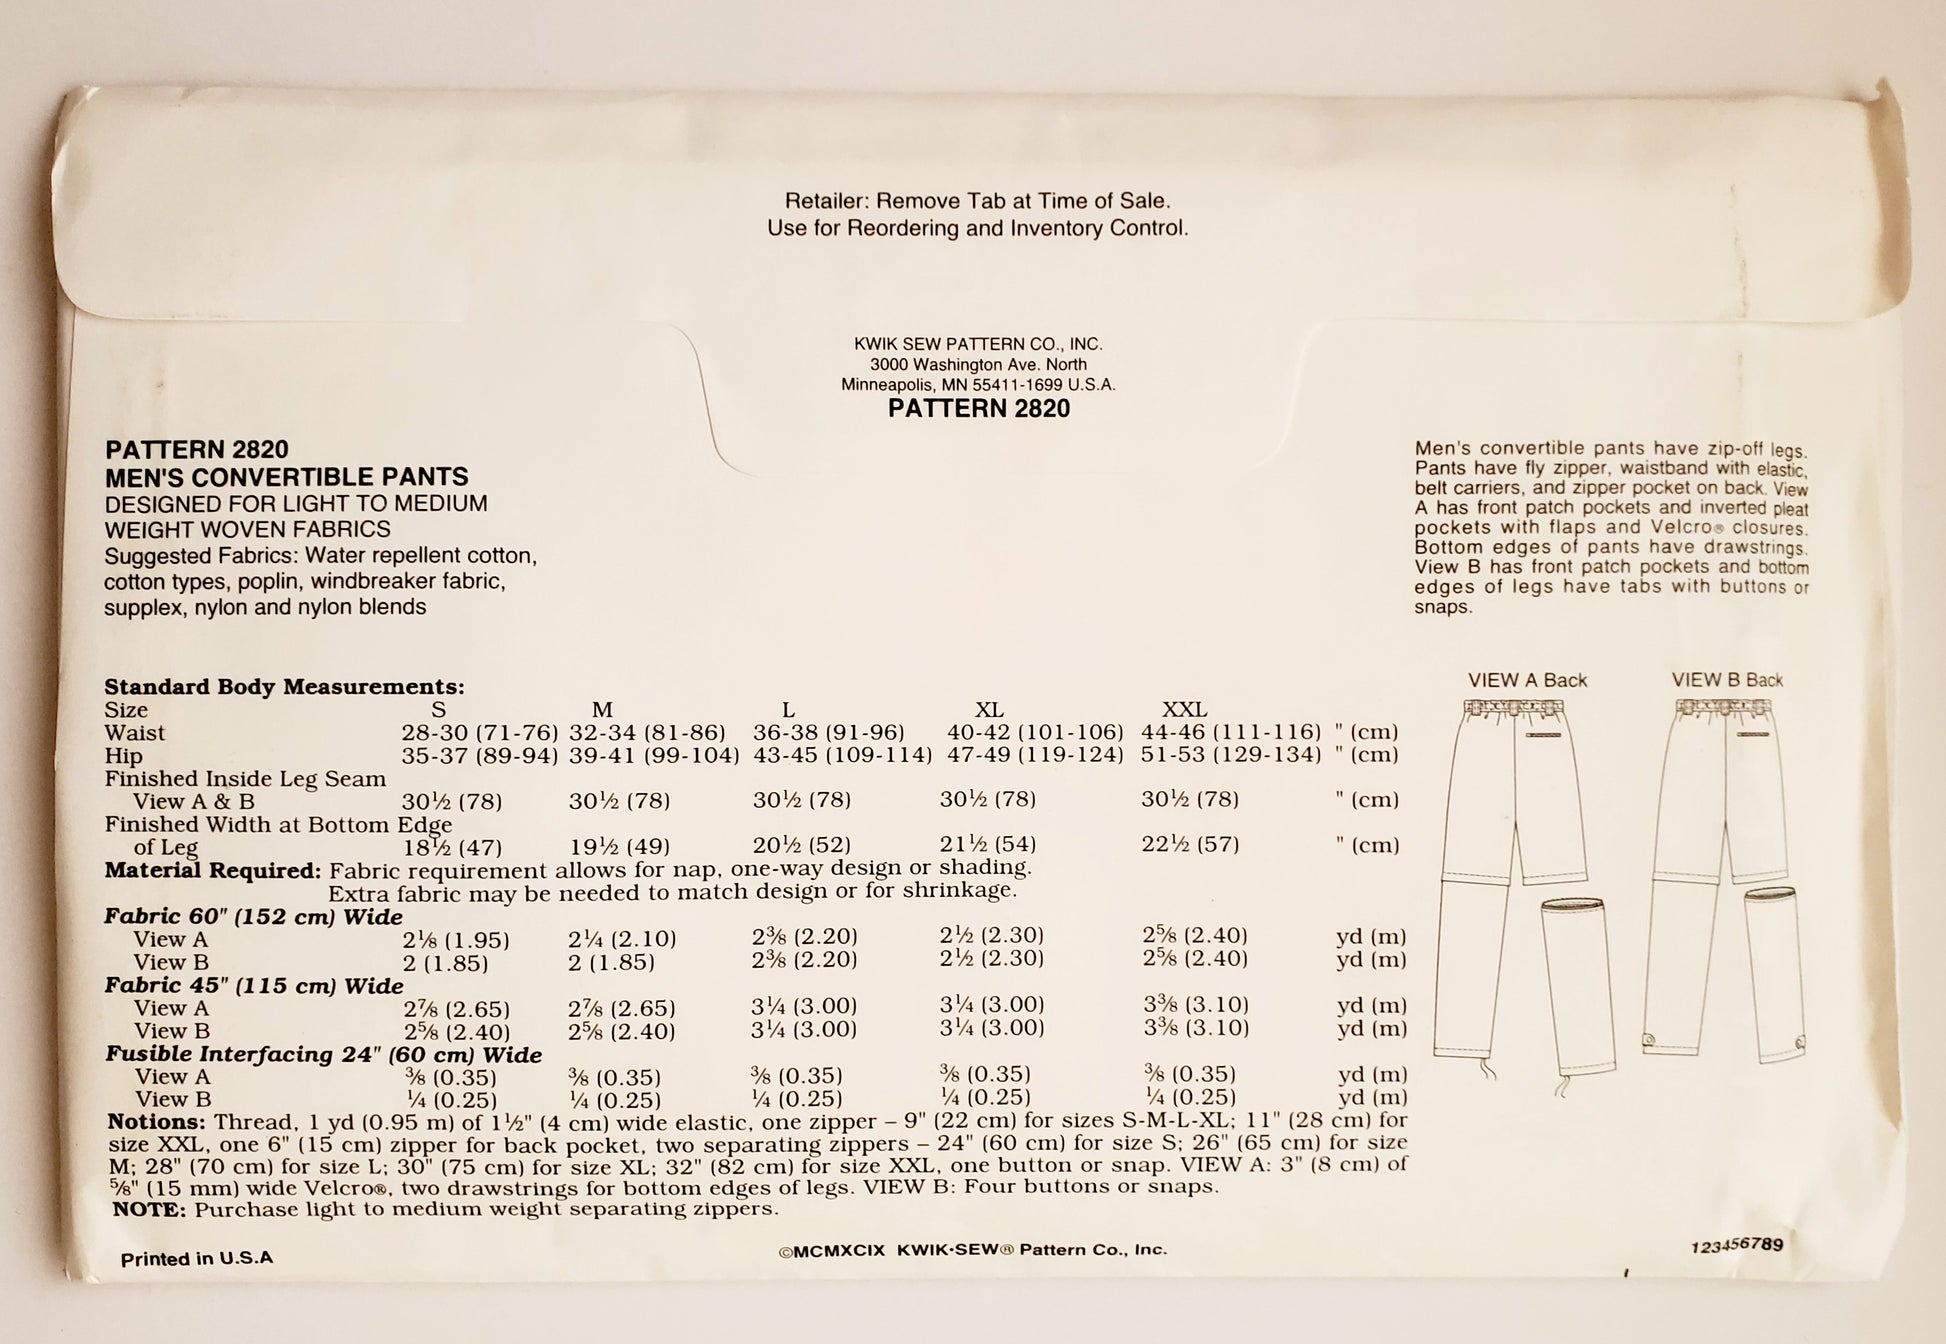 Retailer: Remove Tab at Time of Sale.
Use for Reordering and Inventory Control.
KWIK SEW PATTERN CO., INC.
3000 Washington Ave. North
Minneapolis, MN 55411-1699 U.S.A.
PATTERN 2820
PATTERN 2820
MEN'S CONVERTIBLE PANTS
DESIGNED FOR LIGHT TO MEDIUM
WEIGHT WOVEN FABRICS
Suggested Fabrics: Water repellent cotton,
cotton types, poplin, windbreaker fabric,
supplex, nylon and nylon blends
Men's convertible pants have zip-off legs.
Pants have fly zipper, waistband with elastic,
belt carriers, and zipper pocket on back. View
A has front patch pockets and inverted pleat
pockets with flaps and Velcro® closures.
Bottom edges of pants have drawstrings.
View B has front patch pockets and bottom
edges of legs have tabs with buttons or
snaps.
Standard Body Measurements:
Size S M L XL XXL
Waist 28-30 (71-76) 32-34 (81-86) 36-38 (91-96) 40-42 (101-106) 44-46 (111-116) " (cm)
Hip 35-37 (89-94) 39-41 (99-104) 43-45 (109-114) 47-49 (119-124) 51-53 (129-134) " (cm)
Finished Inside Leg Seam
View A & B 30½ (78) 30½ (78) 30½ (78) 30½ (78) 30½ (78) " (cm)
Finished Width at Bottom Edge
of Leg 18½ (47) 19½ (49) 20½ (52) 21½ (54) 22½ (57) " (cm)
Material Required: Fabric requirement allows for nap, one-way design or shading.
Extra fabric may be needed to match design or for shrinkage.
Fabric 60" (152 cm) Wide
View A 2⅛ (1.95) 2¼ (2.10) 2⅜ (2.20) 2½ (2.30) 2⅝ (2.40) yd (m)
View B 2 (1.85) 2 (1.85) 2⅜ (2.20) 2½ (2.30) 2⅝ (2.40) yd (m)
Fabric 45" (115 cm) Wide
View A 2⅞ (2.65) 2⅞ (2.65) 3¼ (3.00) 3¼ (3.00) 3⅜ (3.10) yd (m)
View B 2⅝ (2.40) 2⅝ (2.40) 3¼ (3.00) 3¼ (3.00) 3⅜ (3.10) yd (m)
Fusible Interfacing 24" (60 cm) Wide
View A ⅜ (0.35) ⅜ (0.35) ⅜ (0.35) ⅜ (0.35) ⅜ (0.35) yd (m)
View B ¼ (0.25) ¼ (0.25) ¼ (0.25) ¼ (0.25) ¼ (0.25) yd (m)
Notions: Thread, 1 yd (0.95 m) of 1½" (4 cm) wide elastic, one zipper – 9" (22 cm) for sizes S-M-L-XL; 11" (28 cm) for
size XXL, one 6" (15 cm) zipper for back pocket, two separating zippers – 24" (60 cm) for size S; 26" (65 cm) for size
M; 28" (70 cm) for size L; 30" (75 cm) for size XL; 32" (82 cm) for size XXL, one button or snap. VIEW A: 3" (8 cm) of
⅝" (15 mm) wide Velcro®, two drawstrings for bottom edges of legs. VIEW B: Four buttons or snaps.
NOTE: Purchase light to medium weight separating zippers.
VIEW A Back
VIEW B Back
Printed in U.S.A
©MCMXCIX KWIK•SEW® Pattern Co., Inc.
123456789